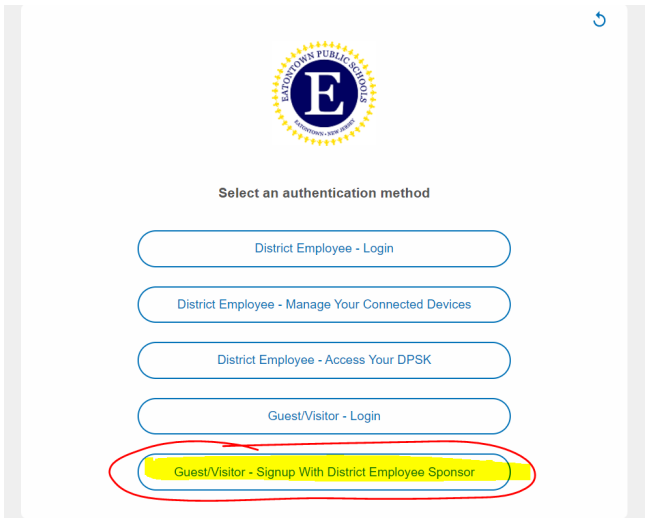 EATONTOWN PUBLIC SCHOOLS
E
EATONTOWN • NEW JERSEY
Select an authentication method
District Employee - Login
District Employee - Manage Your Connected Devices
District Employee - Access Your DPSK
Guest/Visitor - Login
Guest/Visitor - Signup With District Employee Sponsor